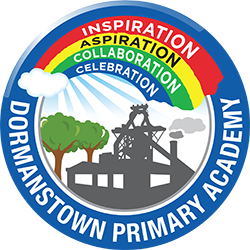 INSPIRATION
ASPIRATION
COLLABORATION
CELEBRATION
DORMANSTOWN PRIMARY ACADEMY